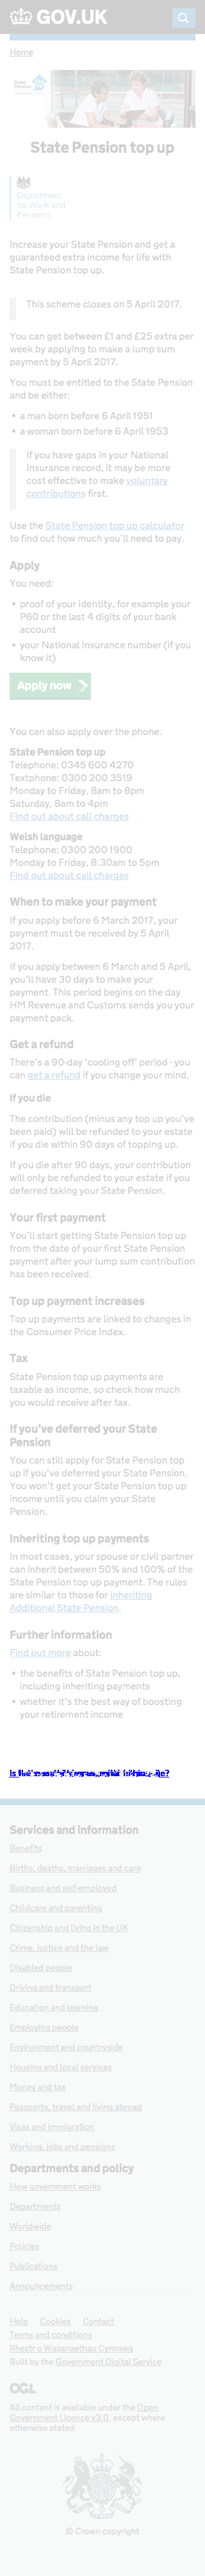 GOV.UK
Home
State Pension top up
Department
for Work and
Pensions
Increase your State Pension and get a
guaranteed extra income for life with
State Pension top up.
This scheme closes on 5 April 2017.
You can get between £1 and £25 extra per
week by applying to make a lump sum
payment by 5 April 2017.
You must be entitled to the State Pension
and be either:
• a man born before 6 April 1951
• a woman born before 6 April 1953
If you have gaps in your National
Insurance record, it may be more
cost effective to make voluntary
contributions first.
Use the State Pension top up calculator
to find out how much you'll need to pay.
Apply
You need:
• proof of your identity, for example your
P60 or the last 4 digits of your bank
account
• your National Insurance number (if you
know it)
Apply now
You can also apply over the phone.
State Pension top up
Telephone: 0345 600 4270
Textphone: 0300 200 3519
Monday to Friday, 8am to 8pm
Saturday, 8am to 4pm
Find out about call charges
Welsh language
Telephone: 0300 200 1900
Monday to Friday, 8:30am to 5pm
Find out about call charges
When to make your payment
If you apply before 6 March 2017, your
payment must be received by 5 April
2017.
If you apply between 6 March and 5 April,
you'll have 30 days to make your
payment. This period begins on the day
HM Revenue and Customs sends you your
payment pack.
Get a refund
There's a 90-day 'cooling off' period - you
can get a refund if you change your mind.
If you die
The contribution (minus any top up you've
been paid) will be refunded to your estate
if you die within 90 days of topping up.
If you die after 90 days, your contribution
will only be refunded to your estate if you
deferred taking your State Pension.
Your first payment
You'll start getting State Pension top up
from the date of your first State Pension
payment after your lump sum contribution
has been received.
Top up payment increases
Top up payments are linked to changes in
the Consumer Price Index.
Tax
State Pension top up payments are
taxable as income, so check how much
you would receive after tax.
If you've deferred your State
Pension
You can still apply for State Pension top
up if you've deferred your State Pension.
You won't get your State Pension top up
income until you claim your State
Pension.
Inheriting top up payments
In most cases, your spouse or civil partner
can inherit between 50% and 100% of the
State Pension top up payment. The rules
are similar to those for inheriting
Additional State Pension.
Further information
Find out more about:
• the benefits of State Pension top up,
including inheriting payments
• whether it's the best way of boosting
your retirement income
Services and information
Benefits
Births, deaths, marriages and care
Business and self-employed
Childcare and parenting
Citizenship and living in the UK
Crime, justice and the law
Disabled people
Driving and transport
Education and learning
Employing people
Environment and countryside
Housing and local services
Money and tax
Passports, travel and living abroad
Visas and immigration
Working, jobs and pensions
Departments and policy
How government works
Departments
Worldwide
Policies
Publications
Announcements
Help Cookies Contact
Terms and conditions
Rhestr o Wasanaethau Cymraeg
Built by the Government Digital Service
OGL
All content is available under the Open
Government Licence v3.0, except where
otherwise stated
© Crown copyright